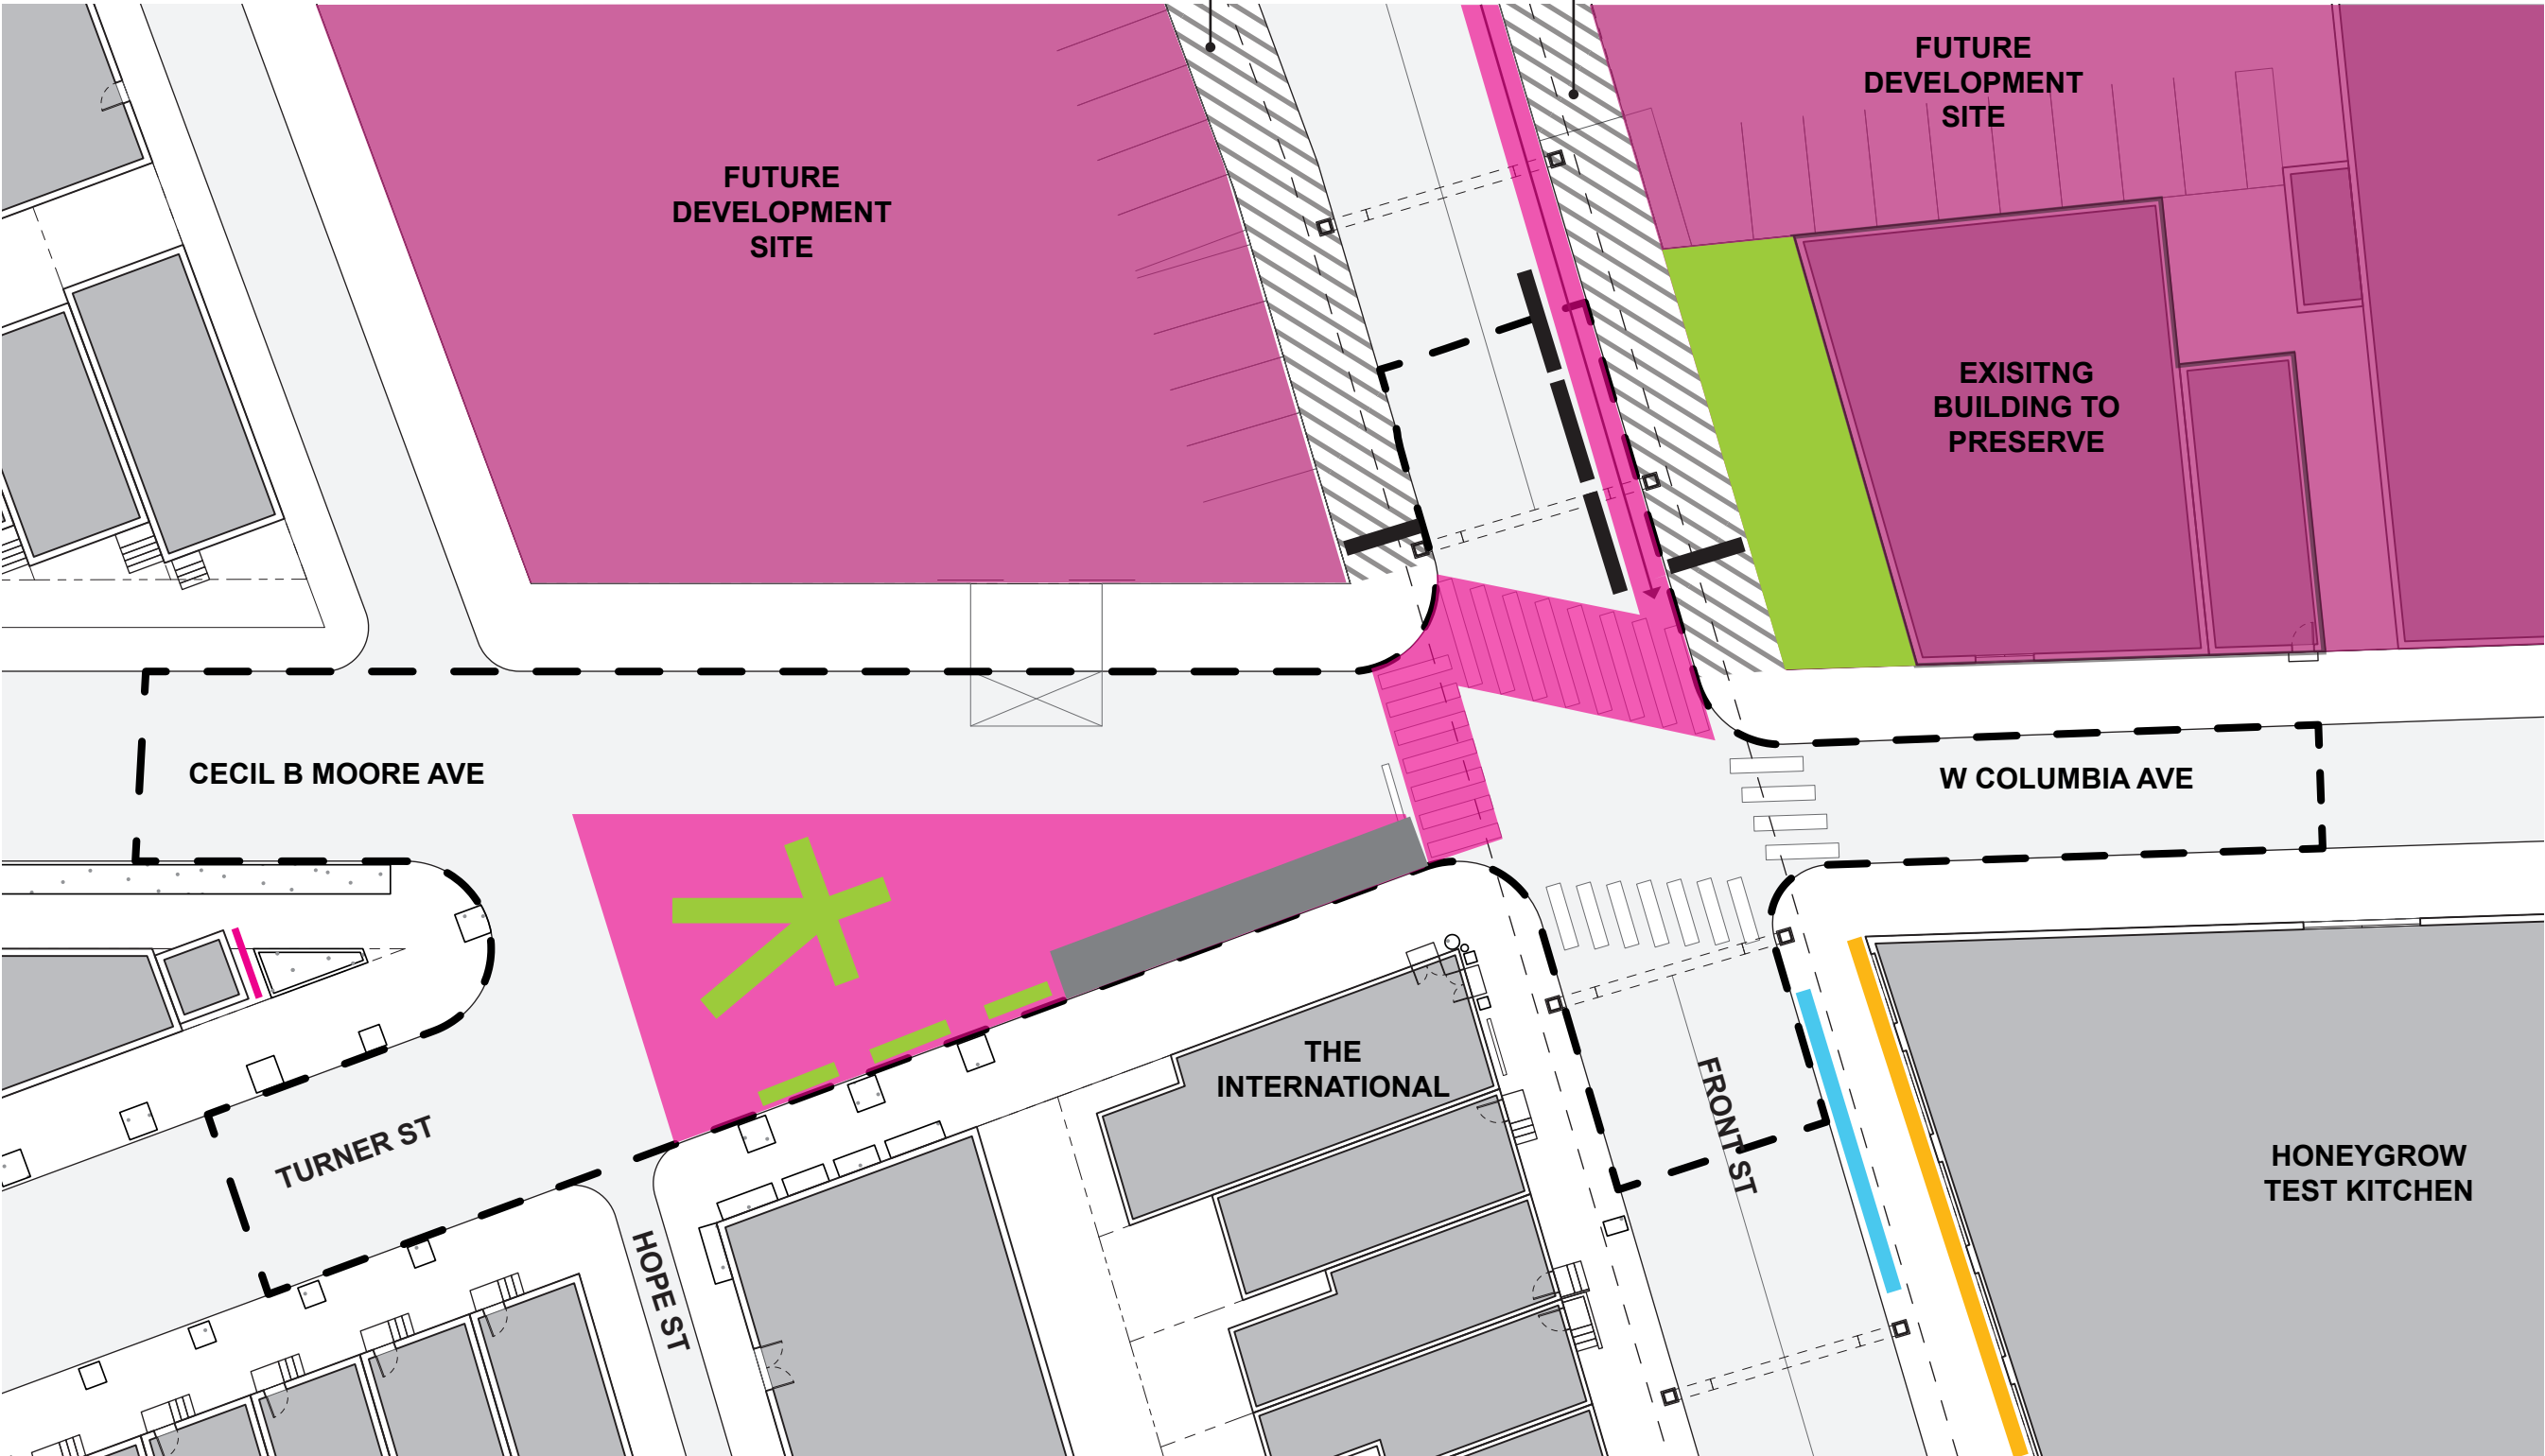 FUTURE
DEVELOPMENT
SITE
FUTURE
DEVELOPMENT
SITE
EXISITNG
BUILDING TO
PRESERVE
CECIL B MOORE AVE
W COLUMBIA AVE
THE
INTERNATIONAL
FRONT ST
TURNER ST
HOPE ST
HONEYGROW
TEST KITCHEN